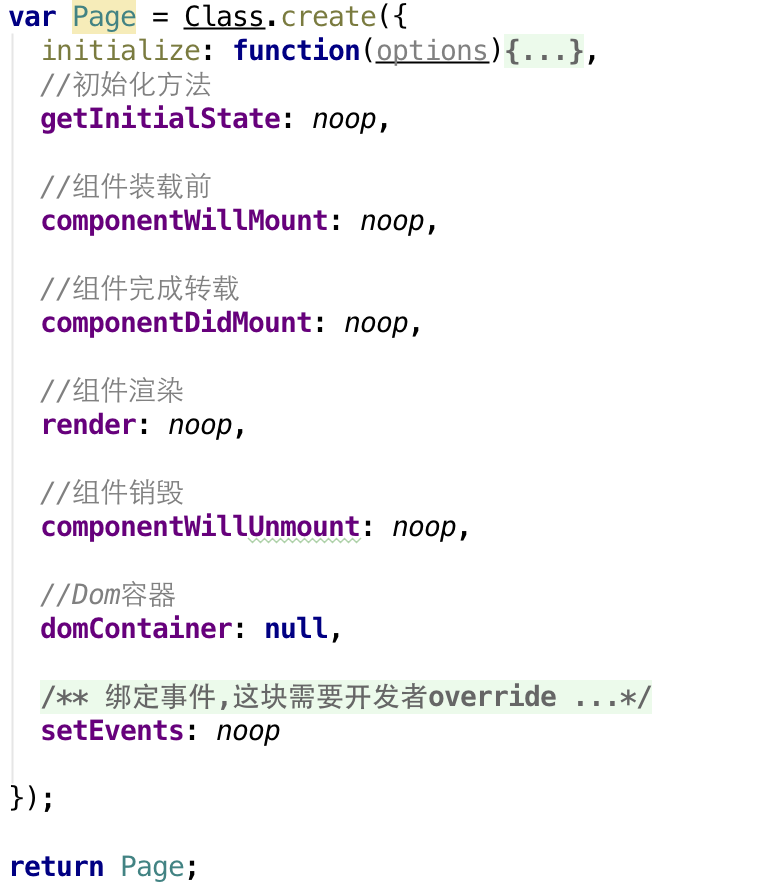 var Page = Class.create({
initialize: function(options){...},
//初始化方法
getInitialState: noop,
//组件装载前
componentWillMount: noop,
//组件完成转载
componentDidMount: noop,
//组件渲染
render: noop,
//组件销毁
componentWillUnmount: noop,
//Dom容器
domContainer: null,
/** 绑定事件,这块需要开发者override ...*/
setEvents: noop
});
return Page;